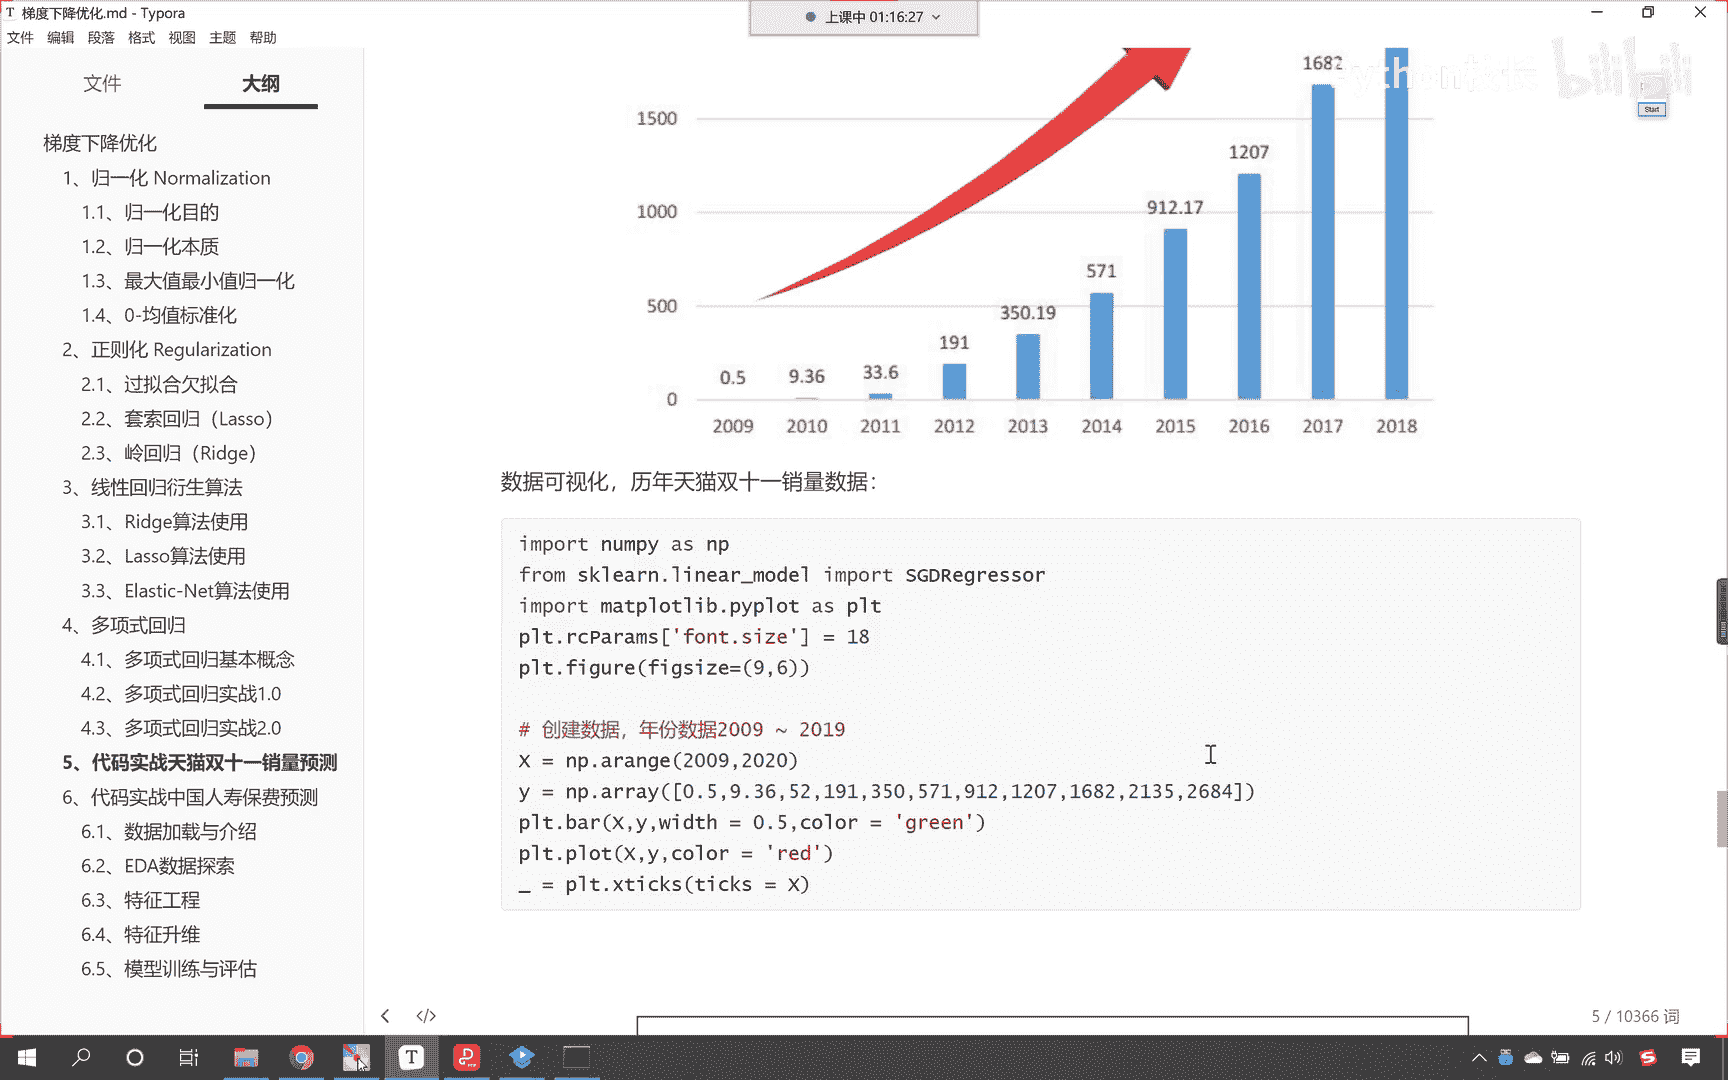 梯度下降优化.md - Typora
上课中 01:16:27
文件 编辑 段落 格式 视图 主题 帮助
文件 大纲
梯度下降优化
1、归一化 Normalization
1.1、归一化目的
1.2、归一化本质
1.3、最大值最小值归一化
1.4、0-均值标准化
2、正则化 Regularization
2.1、过拟合欠拟合
2.2、套索回归（Lasso）
2.3、岭回归（Ridge）
3、线性回归衍生算法
3.1、Ridge算法使用
3.2、Lasso算法使用
3.3、Elastic-Net算法使用
4、多项式回归
4.1、多项式回归基本概念
4.2、多项式回归实战1.0
4.3、多项式回归实战2.0
5、代码实战天猫双十一销量预测
6、代码实战中国人寿保费预测
6.1、数据加载与介绍
6.2、EDA数据探索
6.3、特征工程
6.4、特征升维
6.5、模型训练与评估
bilibili
Start
1500
1000
500
0
0.5 9.36 33.6 191 350.19 571 912.17 1207 1682
2009 2010 2011 2012 2013 2014 2015 2016 2017 2018
数据可视化，历年天猫双十一销量数据：
import numpy as np
from sklearn.linear_model import SGDRegressor
import matplotlib.pyplot as plt
plt.rcParams['font.size'] = 18
plt.figure(figsize=(9,6))
# 创建数据，年份数据2009 ~ 2019
X = np.arange(2009,2020)
y = np.array([0.5,9.36,52,191,350,571,912,1207,1682,2135,2684])
plt.bar(X,y,width = 0.5,color = 'green')
plt.plot(X,y,color = 'red')
_ = plt.xticks(ticks = X)
5 / 10366 词